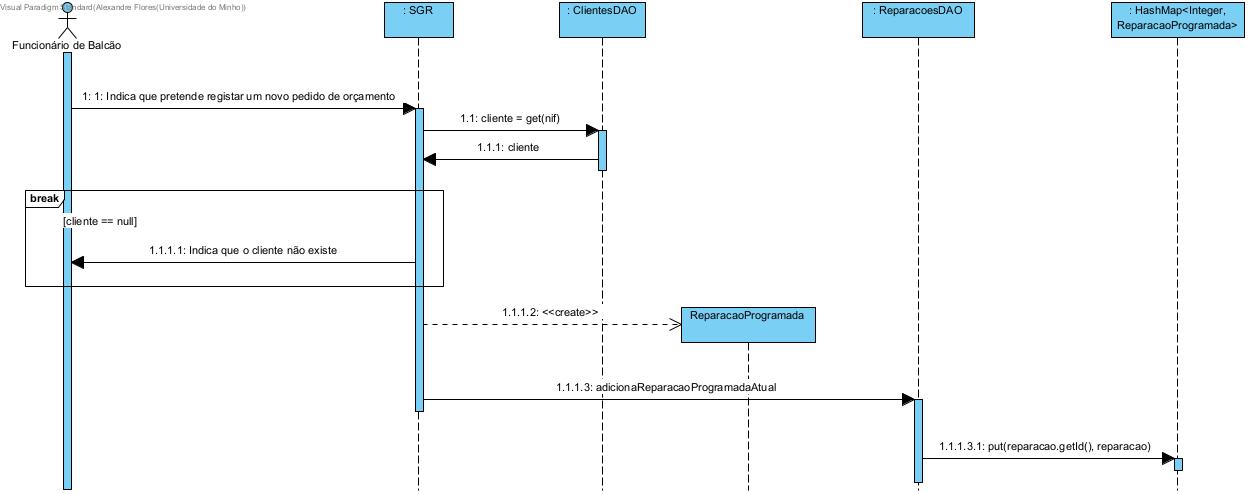 Visual Paradigm Standard(Alexandre Flores(Universidade do Minho))
Funcionário de Balcão
: SGR
: ClientesDAO
: ReparacoesDAO
: HashMap<Integer,
ReparacaoProgramada>
1: 1: Indica que pretende registar um novo pedido de orçamento
1.1: cliente = get(nif)
1.1.1: cliente
break
[cliente == null]
1.1.1.1: Indica que o cliente não existe
1.1.1.2: <<create>>
ReparacaoProgramada
1.1.1.3: adicionaReparacaoProgramadaAtual
1.1.1.3.1: put(reparacao.getId(), reparacao)